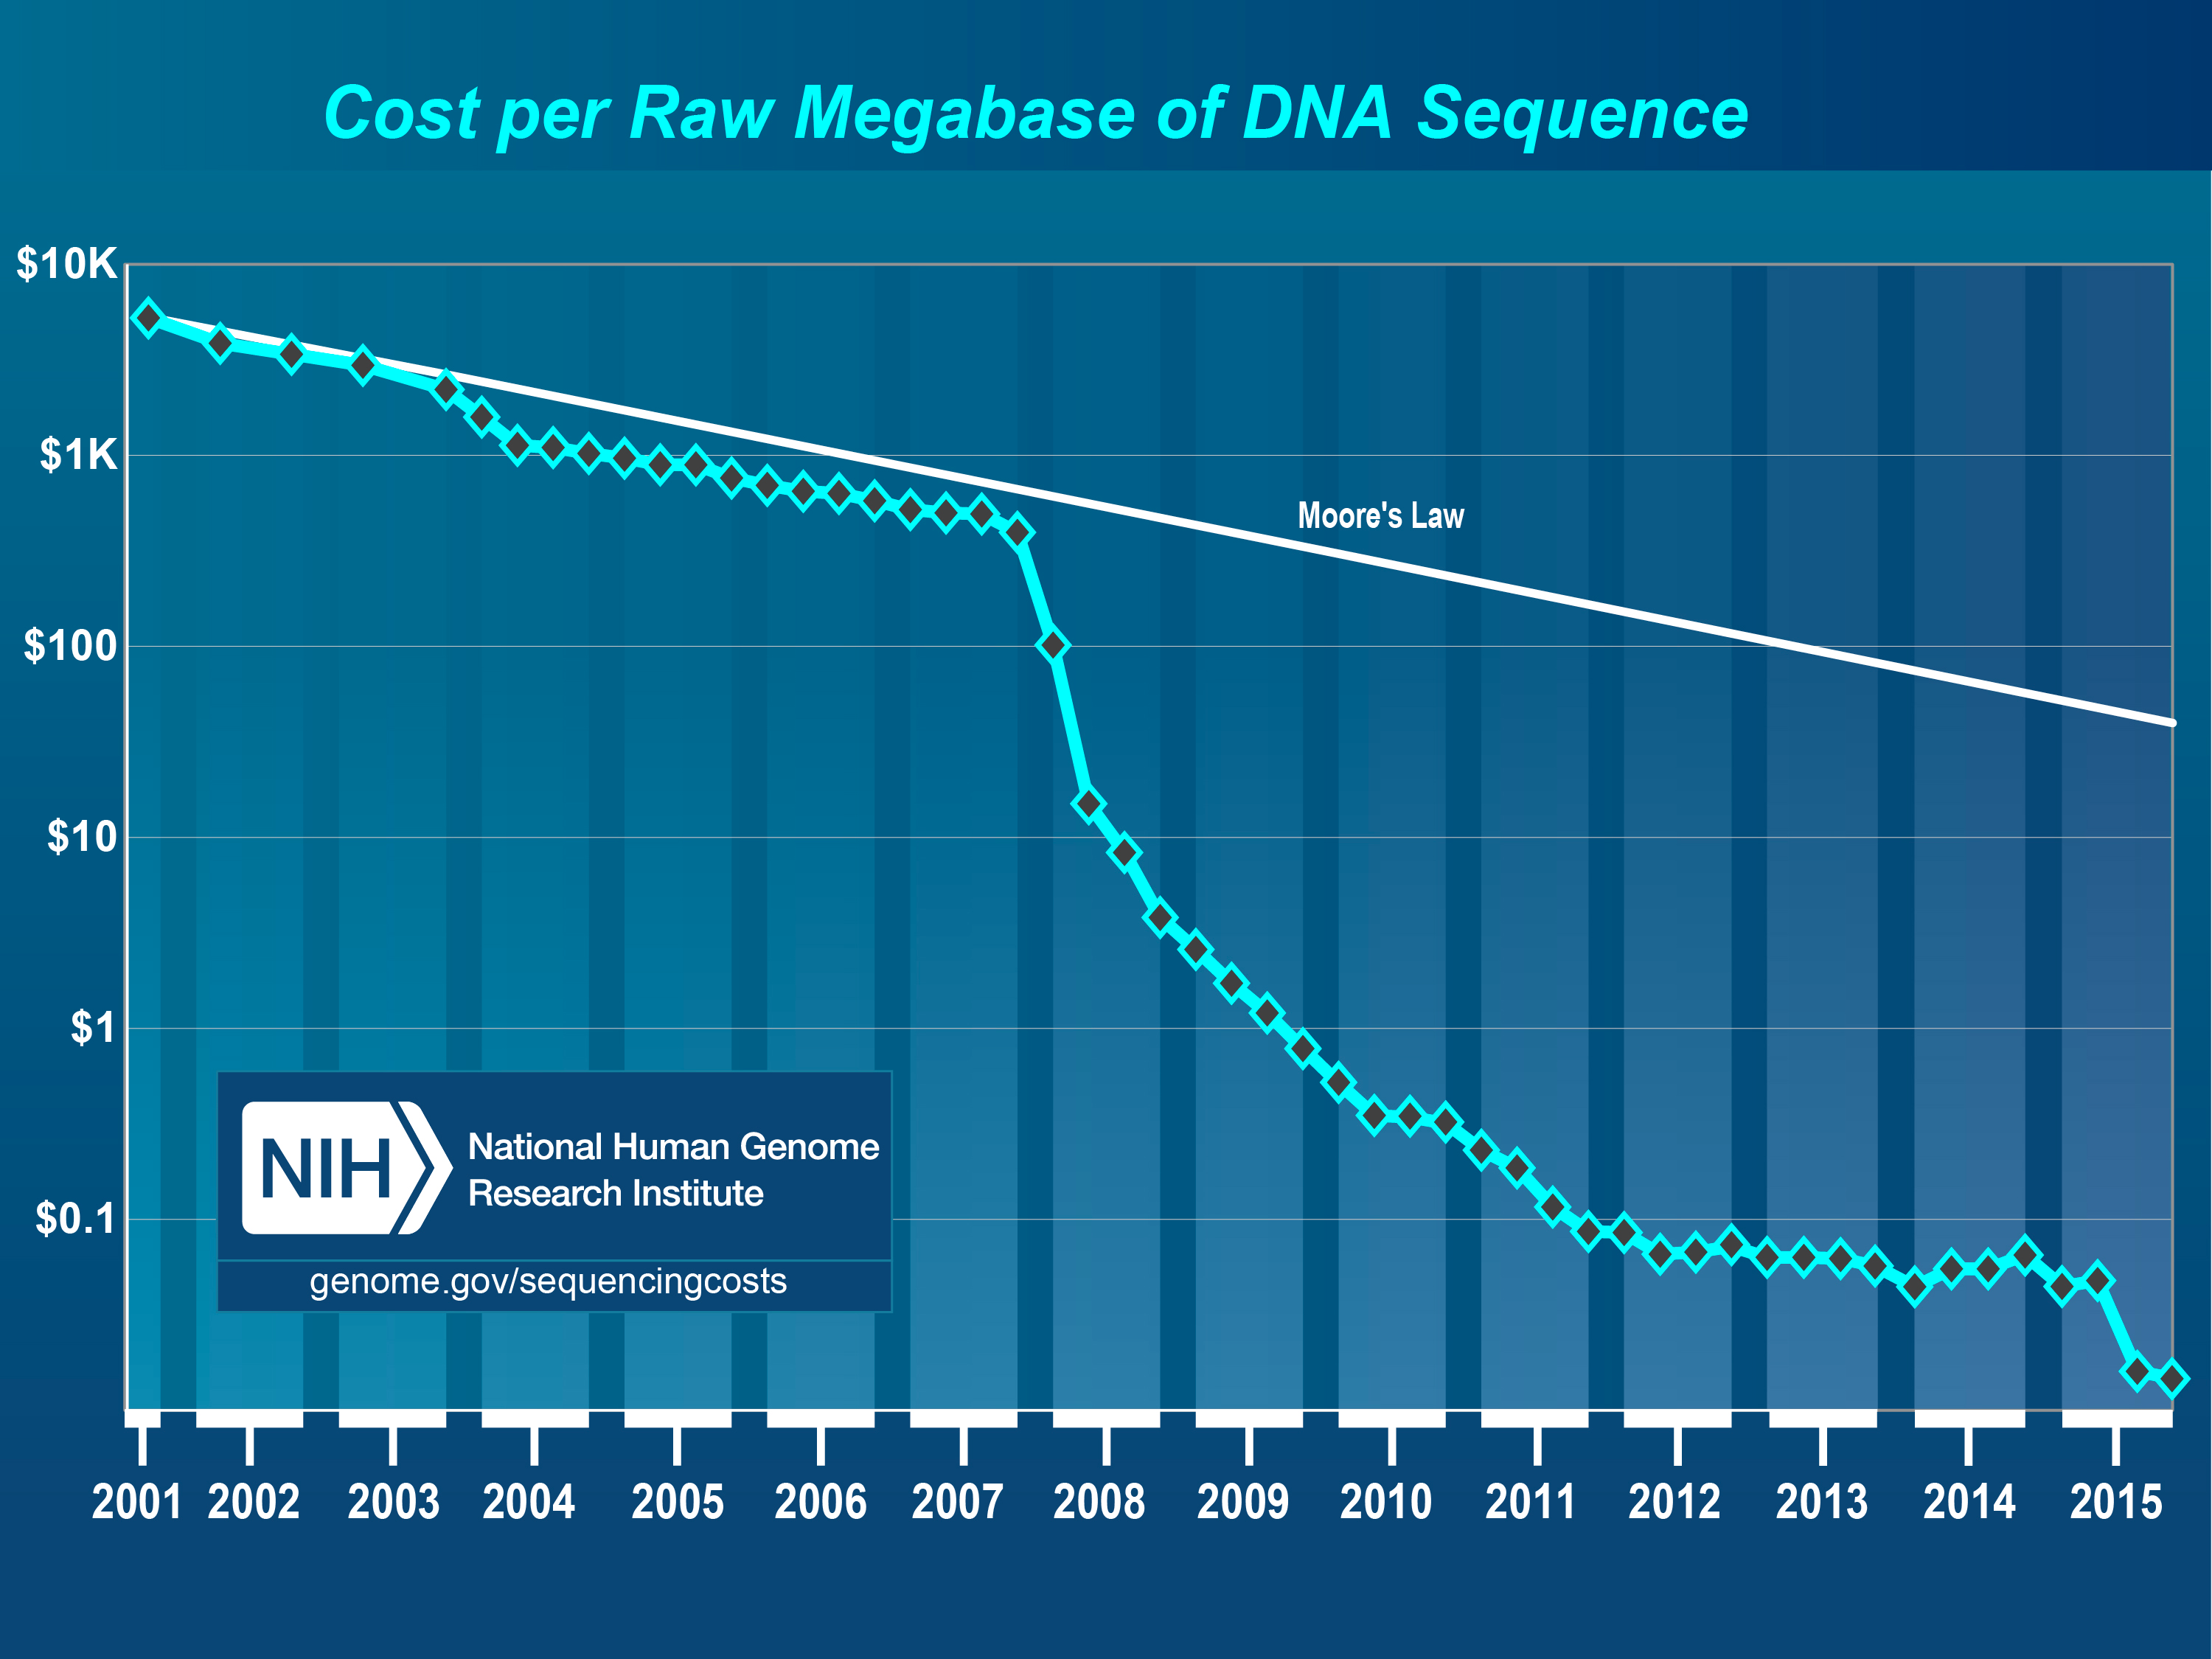 Cost per Raw Megabase of DNA Sequence
$10K
$1K
Moore's Law
$100
$10
$1
$0.1
NIH
National Human Genome
Research Institute
genome.gov/sequencingcosts
2001 2002 2003 2004 2005 2006 2007 2008 2009 2010 2011 2012 2013 2014 2015